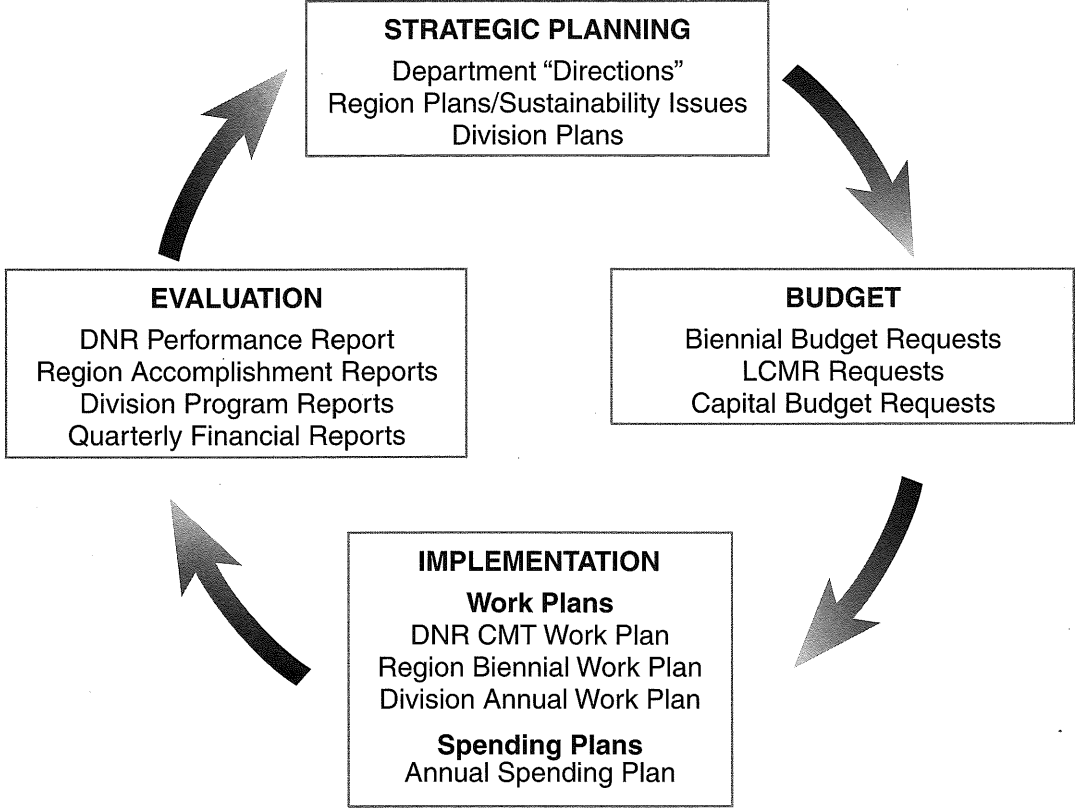 STRATEGIC PLANNING
Department “Directions”
Region Plans/Sustainability Issues
Division Plans
EVALUATION
DNR Performance Report
Region Accomplishment Reports
Division Program Reports
Quarterly Financial Reports
BUDGET
Biennial Budget Requests
LCMR Requests
Capital Budget Requests
IMPLEMENTATION
Work Plans
DNR CMT Work Plan
Region Biennial Work Plan
Division Annual Work Plan
Spending Plans
Annual Spending Plan